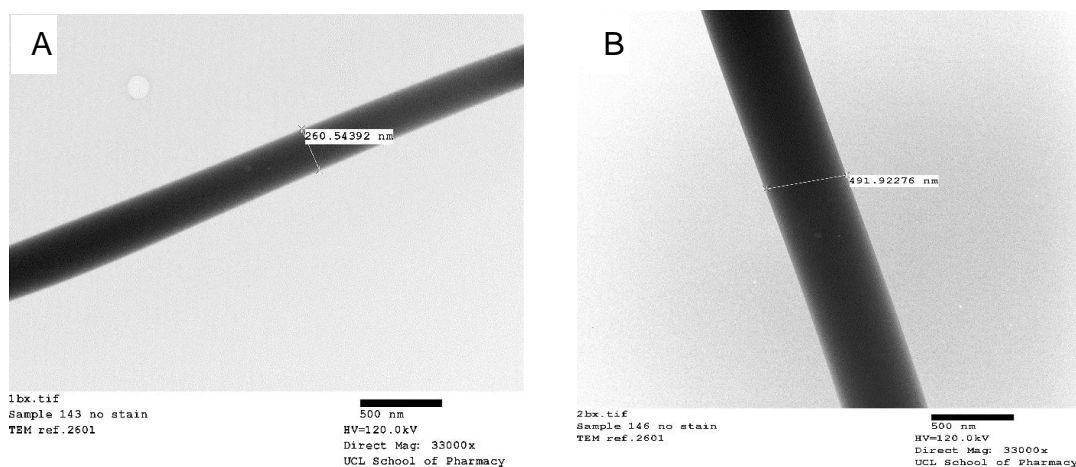 A
260.54392 nm
1bx.tif
Sample 143 no stain
TEM ref.2601
500 nm
HV=120.0kV
Direct Mag: 33000x
UCL School of Pharmacy
B
491.92276 nm
2bx.tif
Sample 146 no stain
TEM ref.2601
500 nm
HV=120.0kV
Direct Mag: 33000x
UCL School of Pharmacy